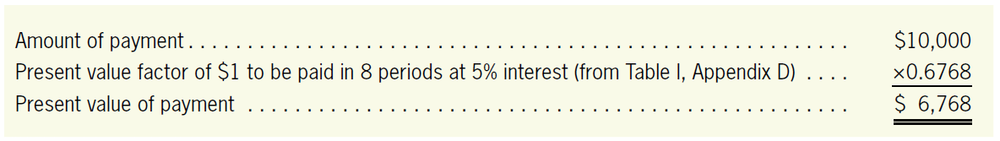 Amount of payment . . . . . . . . . . . . . . . . . . . . . . . . . . . . . . . . . . . . . . . . . . . . . . . . . . . . . . . . . . . . $10,000
Present value factor of $1 to be paid in 8 periods at 5% interest (from Table I, Appendix D) . . . . ×0.6768
Present value of payment . . . . . . . . . . . . . . . . . . . . . . . . . . . . . . . . . . . . . . . . . . . . . . . . . . . . . . $ 6,768